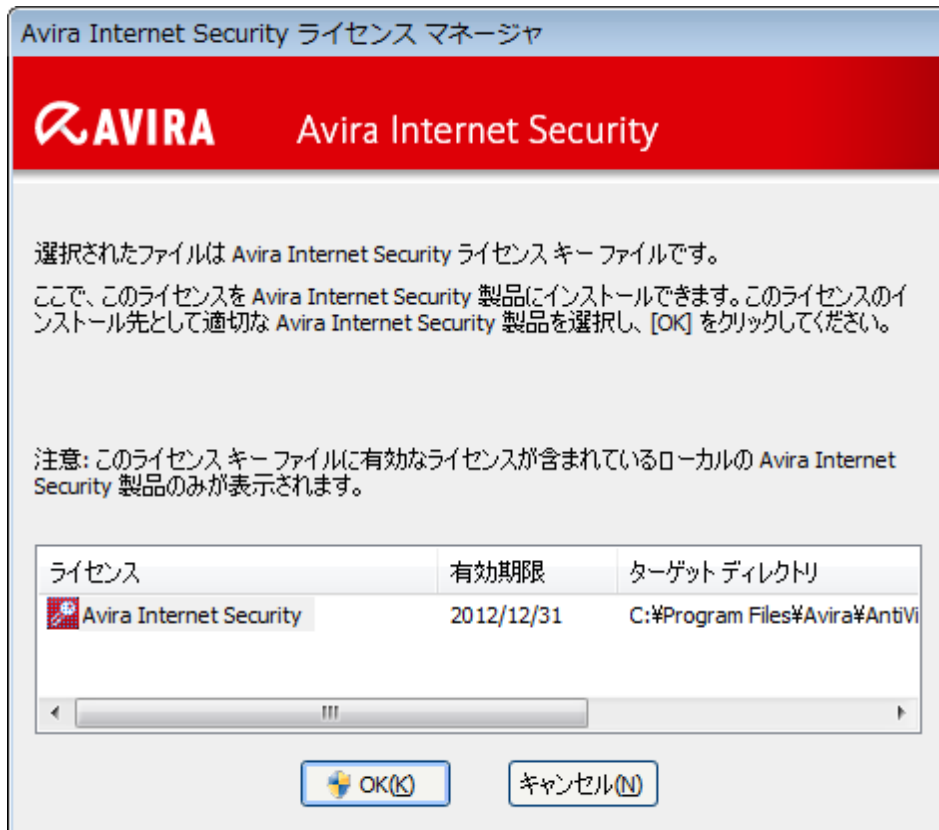 Avira Internet Security ライセンス マネージャ
AVIRA Avira Internet Security
選択されたファイルは Avira Internet Security ライセンス キー ファイルです。
ここで、このライセンスを Avira Internet Security 製品にインストールできます。このライセンスのイ
ンストール先として適切な Avira Internet Security 製品を選択し、[OK] をクリックしてください。
注意: このライセンス キー ファイルに有効なライセンスが含まれているローカルの Avira Internet
Security 製品のみが表示されます。
ライセンス 有効期限 ターゲット ディレクトリ
Avira Internet Security 2012/12/31 C:¥Program Files¥Avira¥AntiVi
OK(K) キャンセル(N)